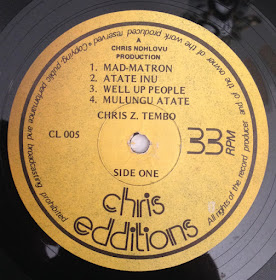 All rights of the record producer and of the owner of the work produced reserved • Copying public performance and broadcasting prohibited
A
CHRIS NDHLOVU
PRODUCTION
1. MAD-MATRON
2. ATATE INU
3. WELL UP PEOPLE
4. MULUNGU ATATE
CHRIS Z. TEMBO
CL 005
33 RPM
SIDE ONE
chris
edditions